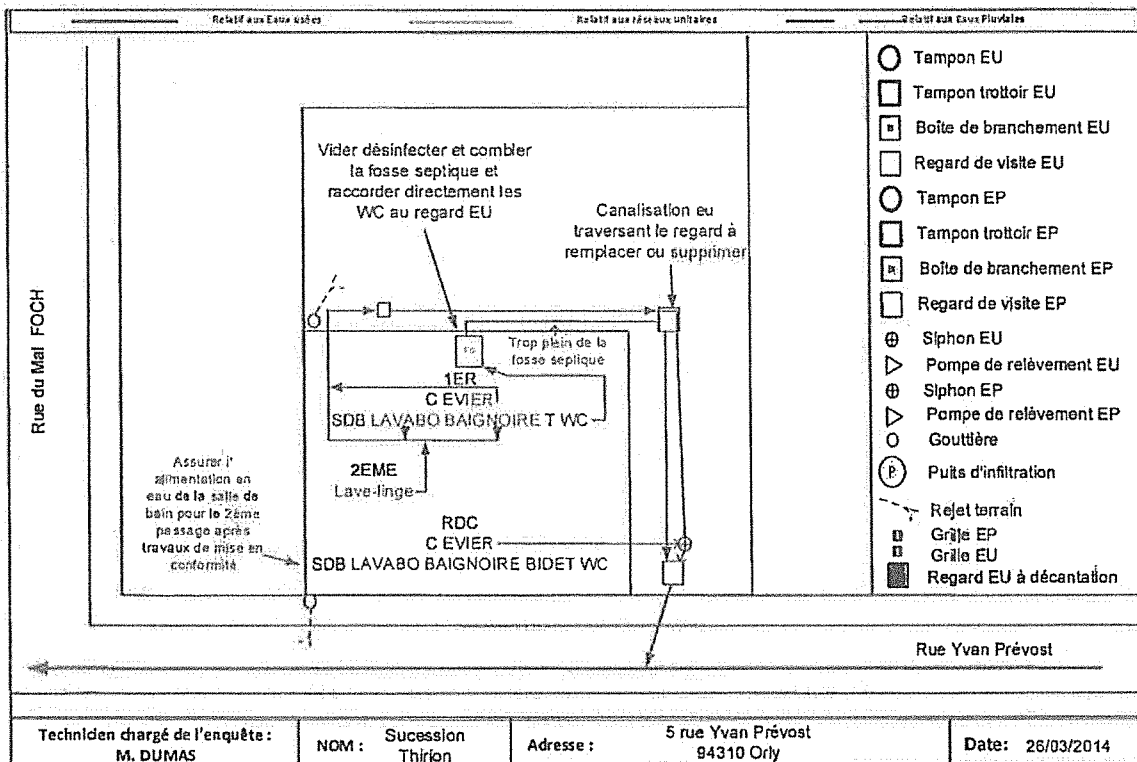 Relatif aux Eaux usées
Relatif aux réseaux unitaires
Relatif aux Eaux Pluviales
Tampon EU
Tampon trottoir EU
Boîte de branchement EU
Regard de visite EU
Tampon EP
Tampon trottoir EP
Boîte de branchement EP
Regard de visite EP
Siphon EU
Pompe de relèvement EU
Siphon EP
Pompe de relèvement EP
Gouttière
P
Puits d'infiltration
Rejet terrain
Grille EP
Grille EU
Regard EU à décantation
Vider désinfecter et combler
la fosse septique et
raccorder directement les
WC au regard EU
Canalisation eu
traversant le regard à
remplacer ou supprimer
Rue du Mal FOCH
Trop plein de la
fosse septique
1ER
C EVIER
SDB LAVABO BAIGNOIRE T WC
2EME
Lave-linge
Assurer l'
alimentation en
eau de la salle de
bain pour le 2ème
passage après
travaux de mise en
conformité
RDC
C EVIER
SDB LAVABO BAIGNOIRE BIDET WC
Rue Yvan Prévost
Technicien chargé de l'enquête :
M. DUMAS
NOM :
Sucession
Thirion
Adresse :
5 rue Yvan Prévost
94310 Orly
Date: 26/03/2014